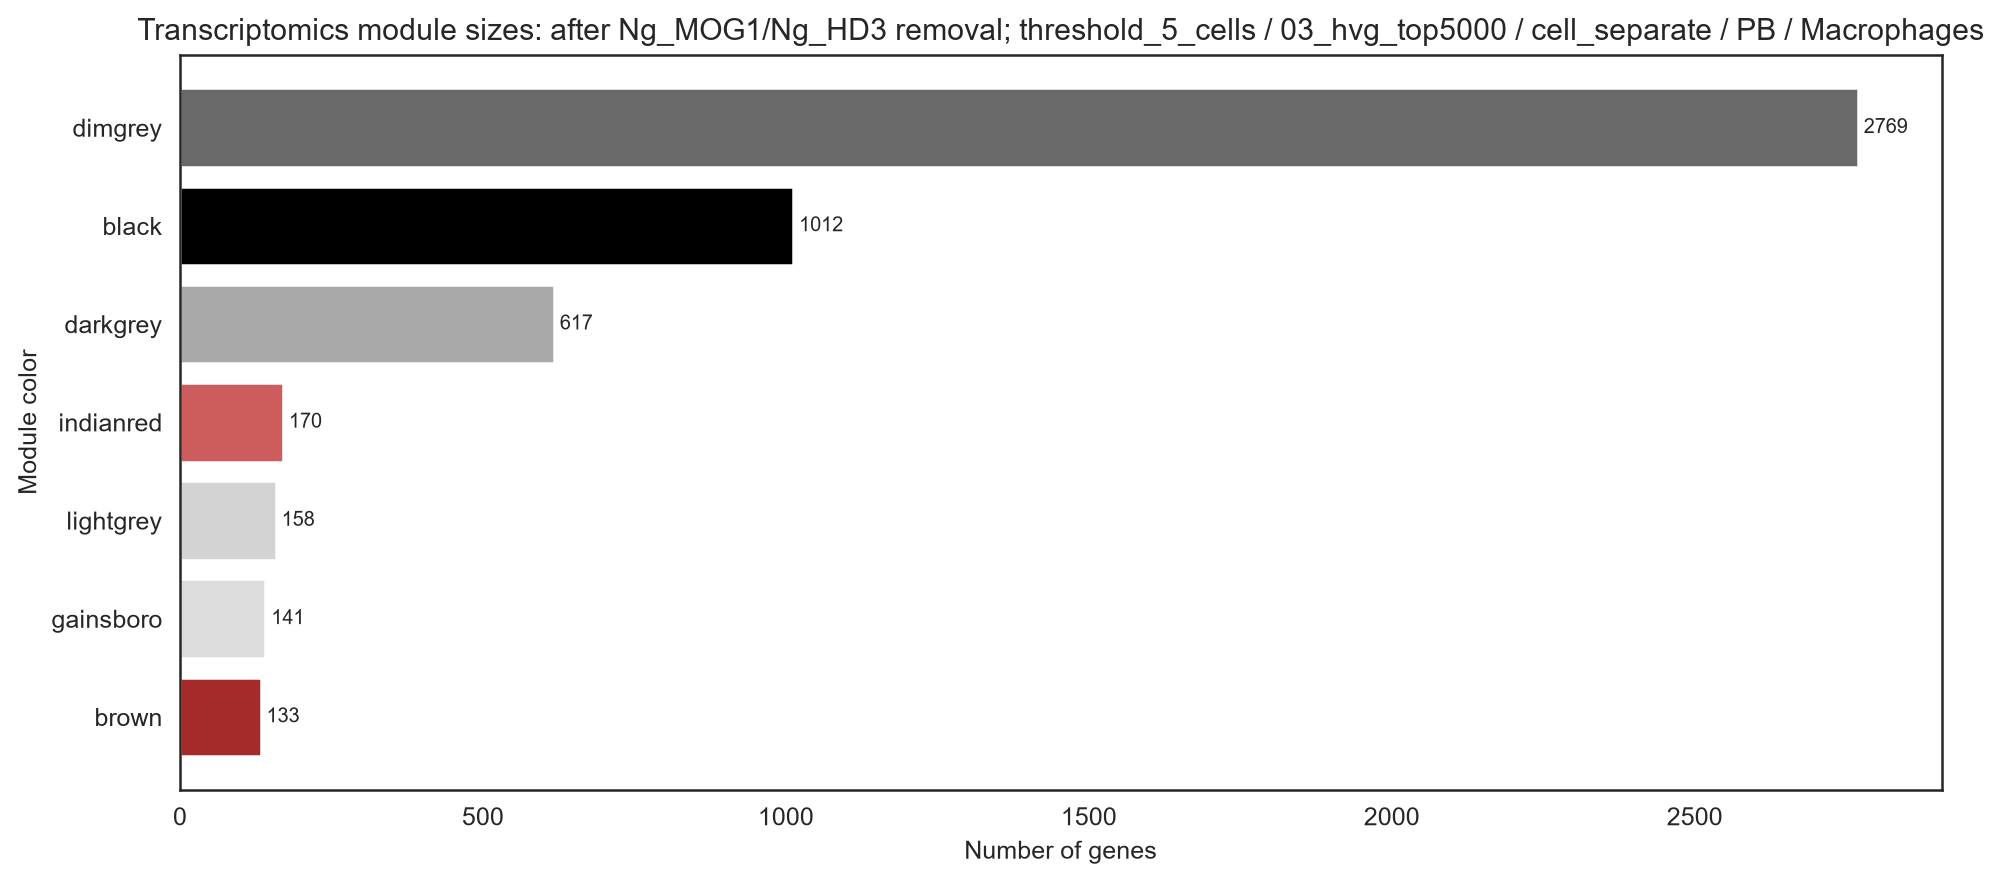 Transcriptomics module sizes: after Ng_MOG1/Ng_HD3 removal; threshold_5_cells / 03_hvg_top5000 / cell_separate / PB / Macrophages
Module color
dimgrey
2769
black
1012
darkgrey
617
indianred
170
lightgrey
158
gainsboro
141
brown
133
0
500
1000
1500
2000
2500
Number of genes